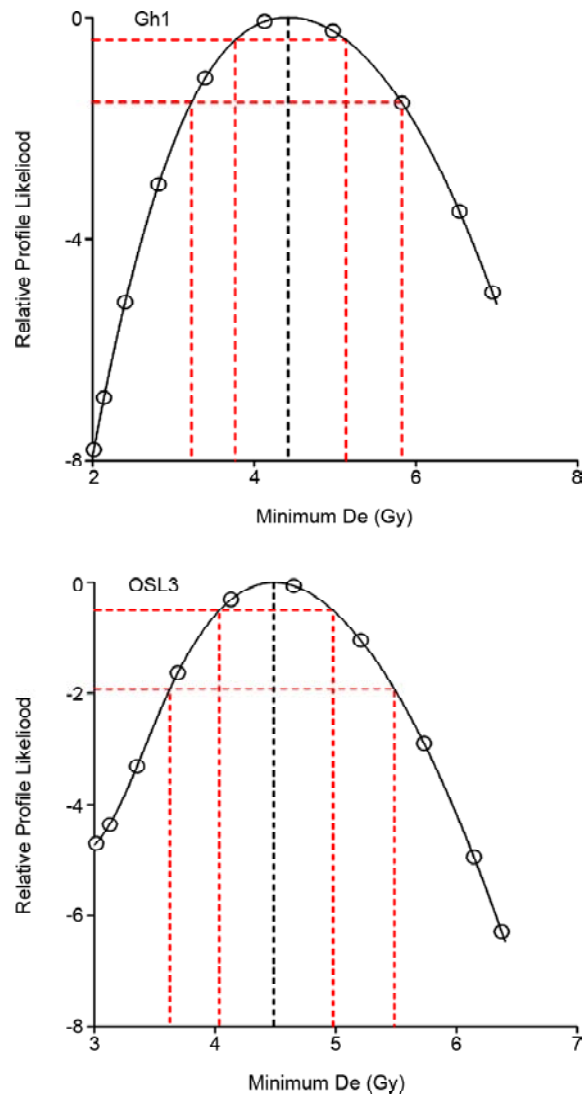 Gh1
0
-4
-8
2
4
6
8
Relative Profile Likeliood
Minimum De (Gy)
OSL3
0
-2
-4
-6
-8
3
4
5
6
7
Relative Profile Likeliood
Minimum De (Gy)